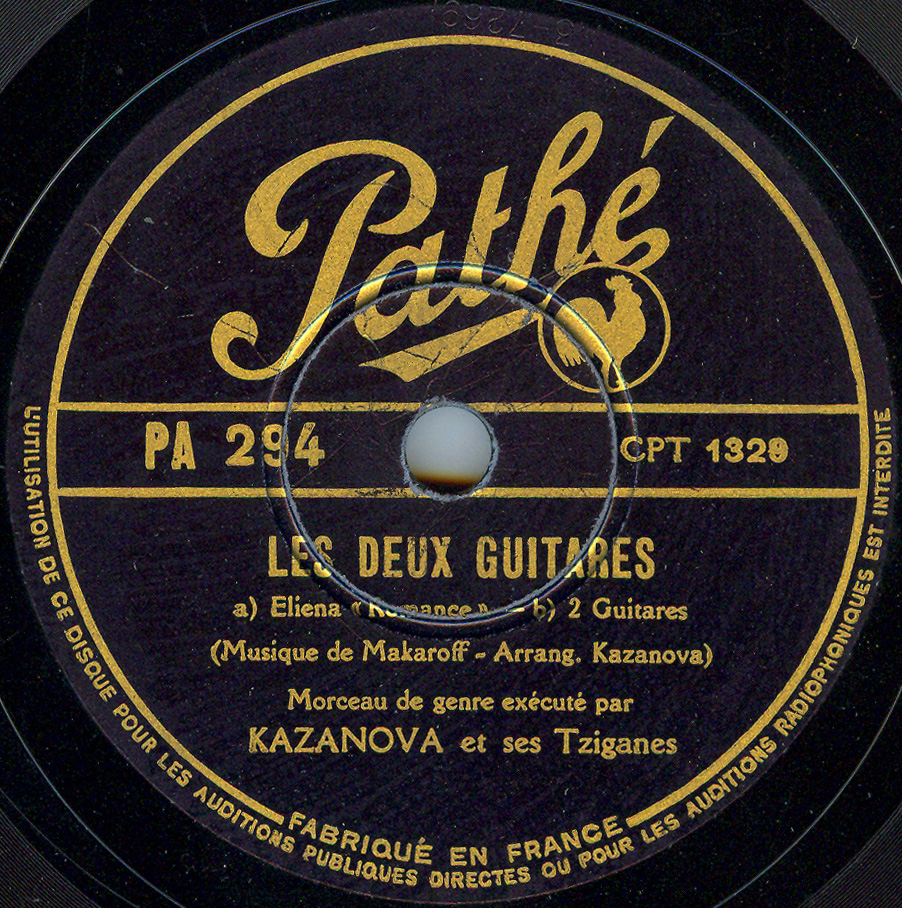 Pathé
PA 294 CPT 1329
LES DEUX GUITARES
a) Eliena « Romance » - b) 2 Guitares
(Musique de Makaroff - Arrang. Kazanova)
Morceau de genre exécuté par
KAZANOVA et ses Tziganes
FABRIQUÉ EN FRANCE
L'UTILISATION DE CE DISQUE POUR LES AUDITIONS PUBLIQUES DIRECTES OU POUR LES AUDITIONS RADIOPHONIQUES EST INTERDITE